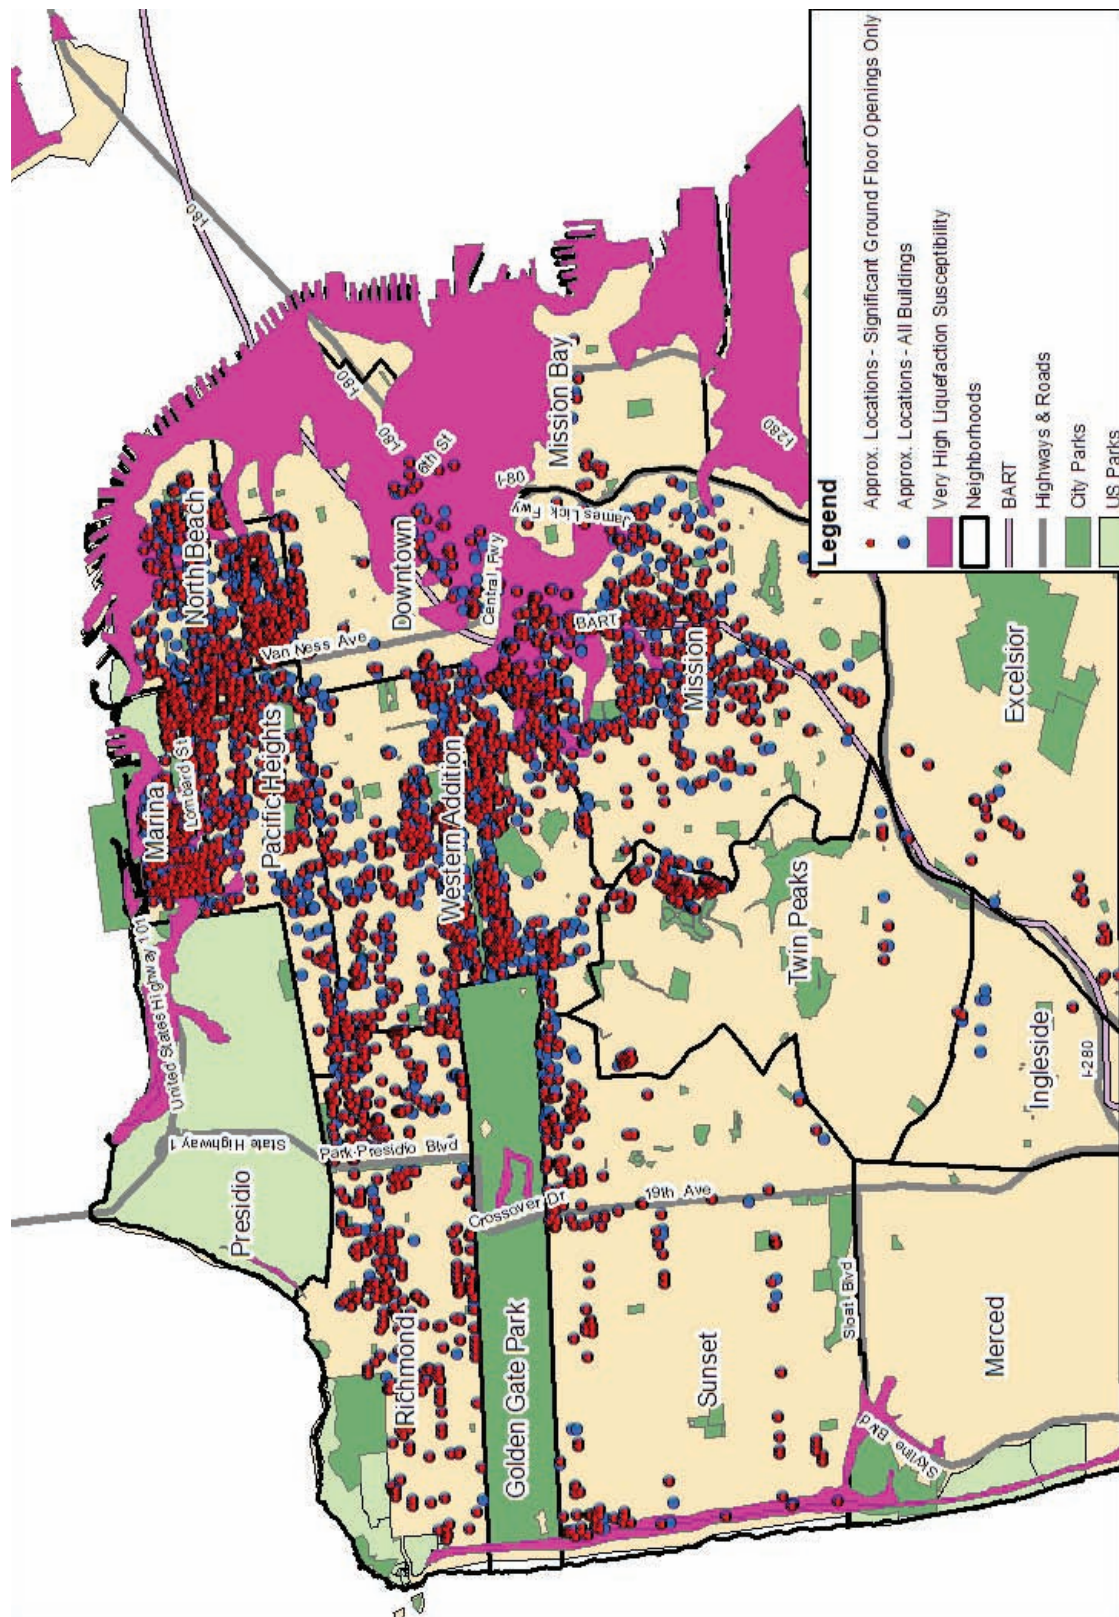 Presidio
State Highway 1
United States Highway 101
Marina
Lombard St
North Beach
Pacific Heights
Van Ness Ave
I-80
I-80
I-80
Richmond
Park-Presidio Blvd
Western Addition
Downtown
6th St
Golden Gate Park
Crossover Dr
Central Fwy
I-80
James Lick Fwy
Mission Bay
BART
Sunset
19th Ave
Twin Peaks
Mission
I-280
Sloat Blvd
Skyline Blvd
Merced
Ingleside
I-280
Excelsior
Legend
Approx. Locations - Significant Ground Floor Openings Only
Approx. Locations - All Buildings
Very High Liquefaction Susceptibility
Neighborhoods
BART
Highways & Roads
City Parks
US Parks